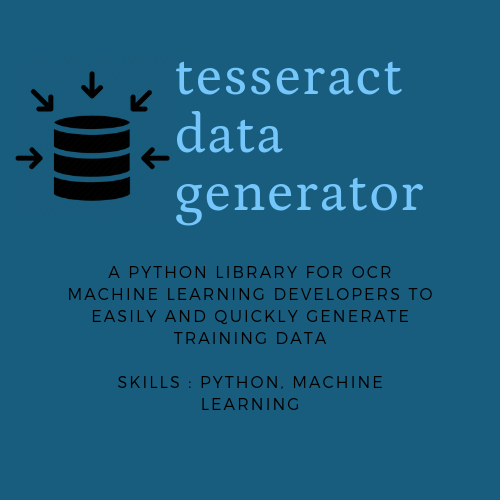 tesseract
data
generator
A PYTHON LIBRARY FOR OCR
MACHINE LEARNING DEVELOPERS TO
EASILY AND QUICKLY GENERATE
TRAINING DATA
SKILLS : PYTHON, MACHINE
LEARNING